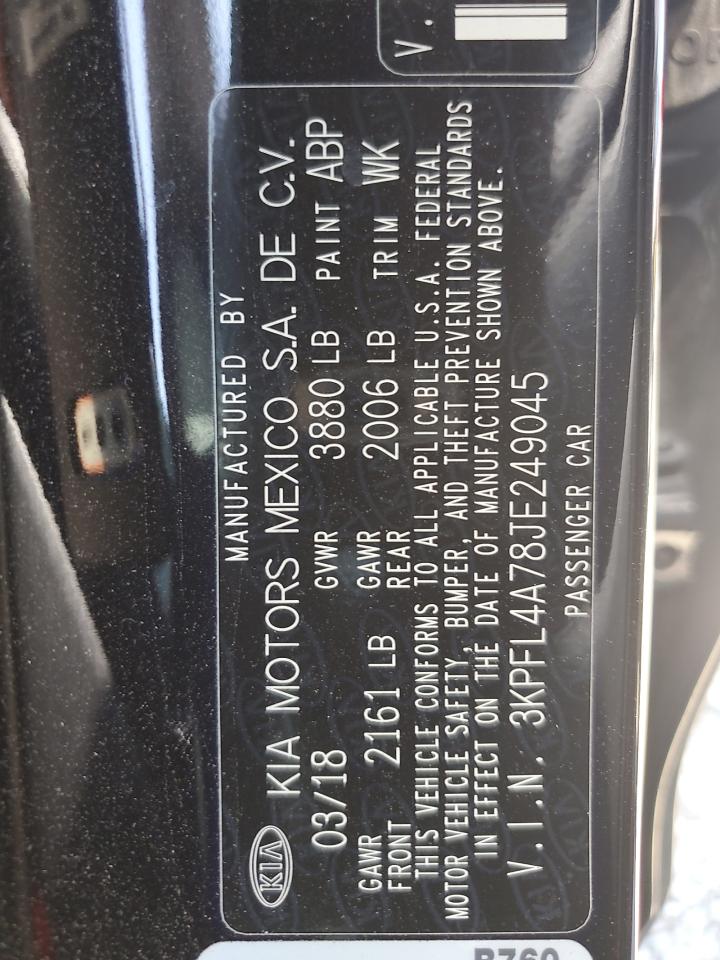 MANUFACTURED BY
KIA KIA MOTORS MEXICO S.A. DE C.V.
03/18 GVWR 3880 LB PAINT ABP
GAWR FRONT 2161 LB GAWR REAR 2006 LB TRIM WK
THIS VEHICLE CONFORMS TO ALL APPLICABLE U.S.A. FEDERAL
MOTOR VEHICLE SAFETY, BUMPER, AND THEFT PREVENTION STANDARDS
IN EFFECT ON THE DATE OF MANUFACTURE SHOWN ABOVE.
V.I.N. 3KPFL4A78JE249045
PASSENGER CAR
V.